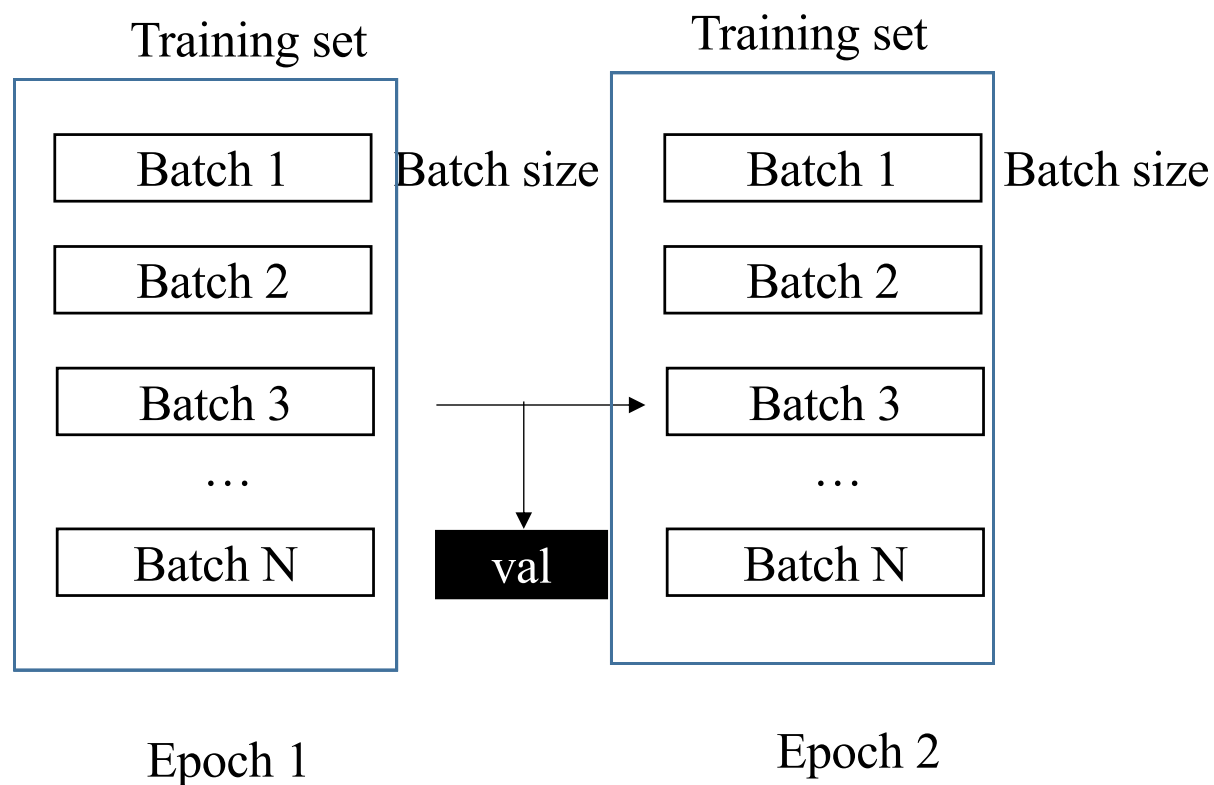 Training set
Batch 1
Batch size
Batch 2
Batch 3
...
Batch N
Epoch 1
val
Training set
Batch 1
Batch size
Batch 2
Batch 3
...
Batch N
Epoch 2